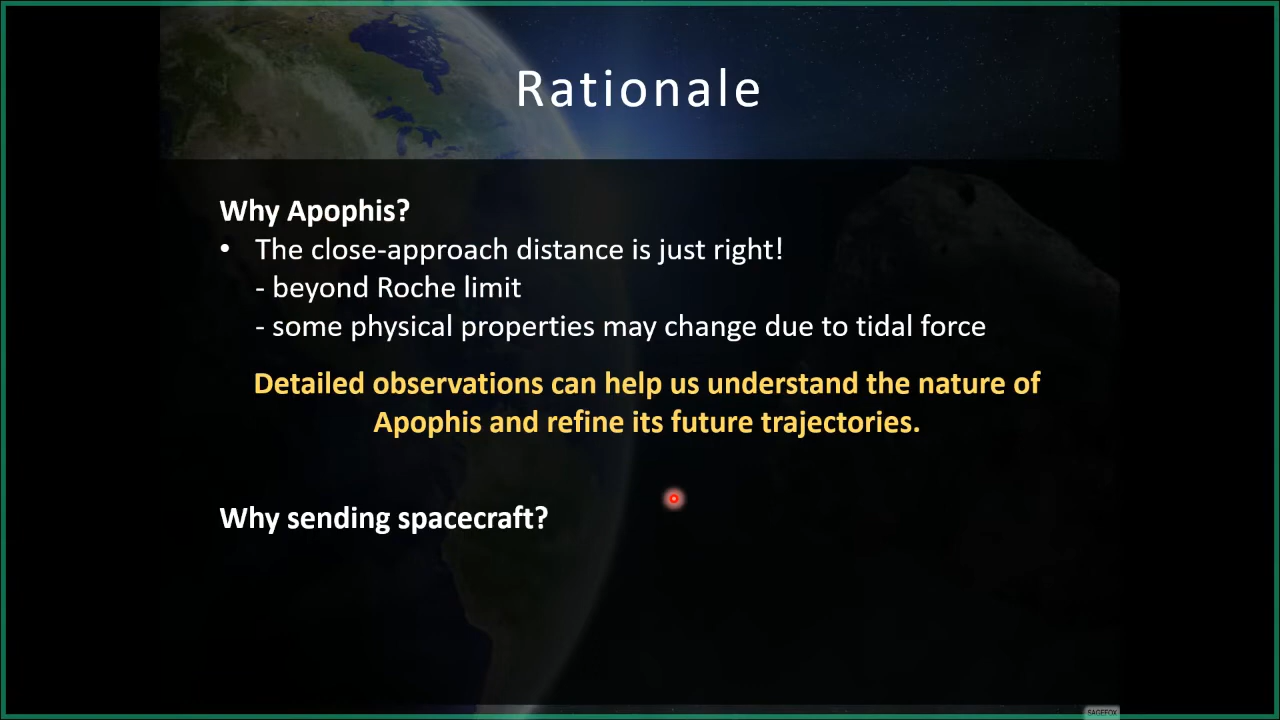 Rationale
Why Apophis?
• The close-approach distance is just right!
- beyond Roche limit
- some physical properties may change due to tidal force
Detailed observations can help us understand the nature of
Apophis and refine its future trajectories.
Why sending spacecraft?
SAGEFOX